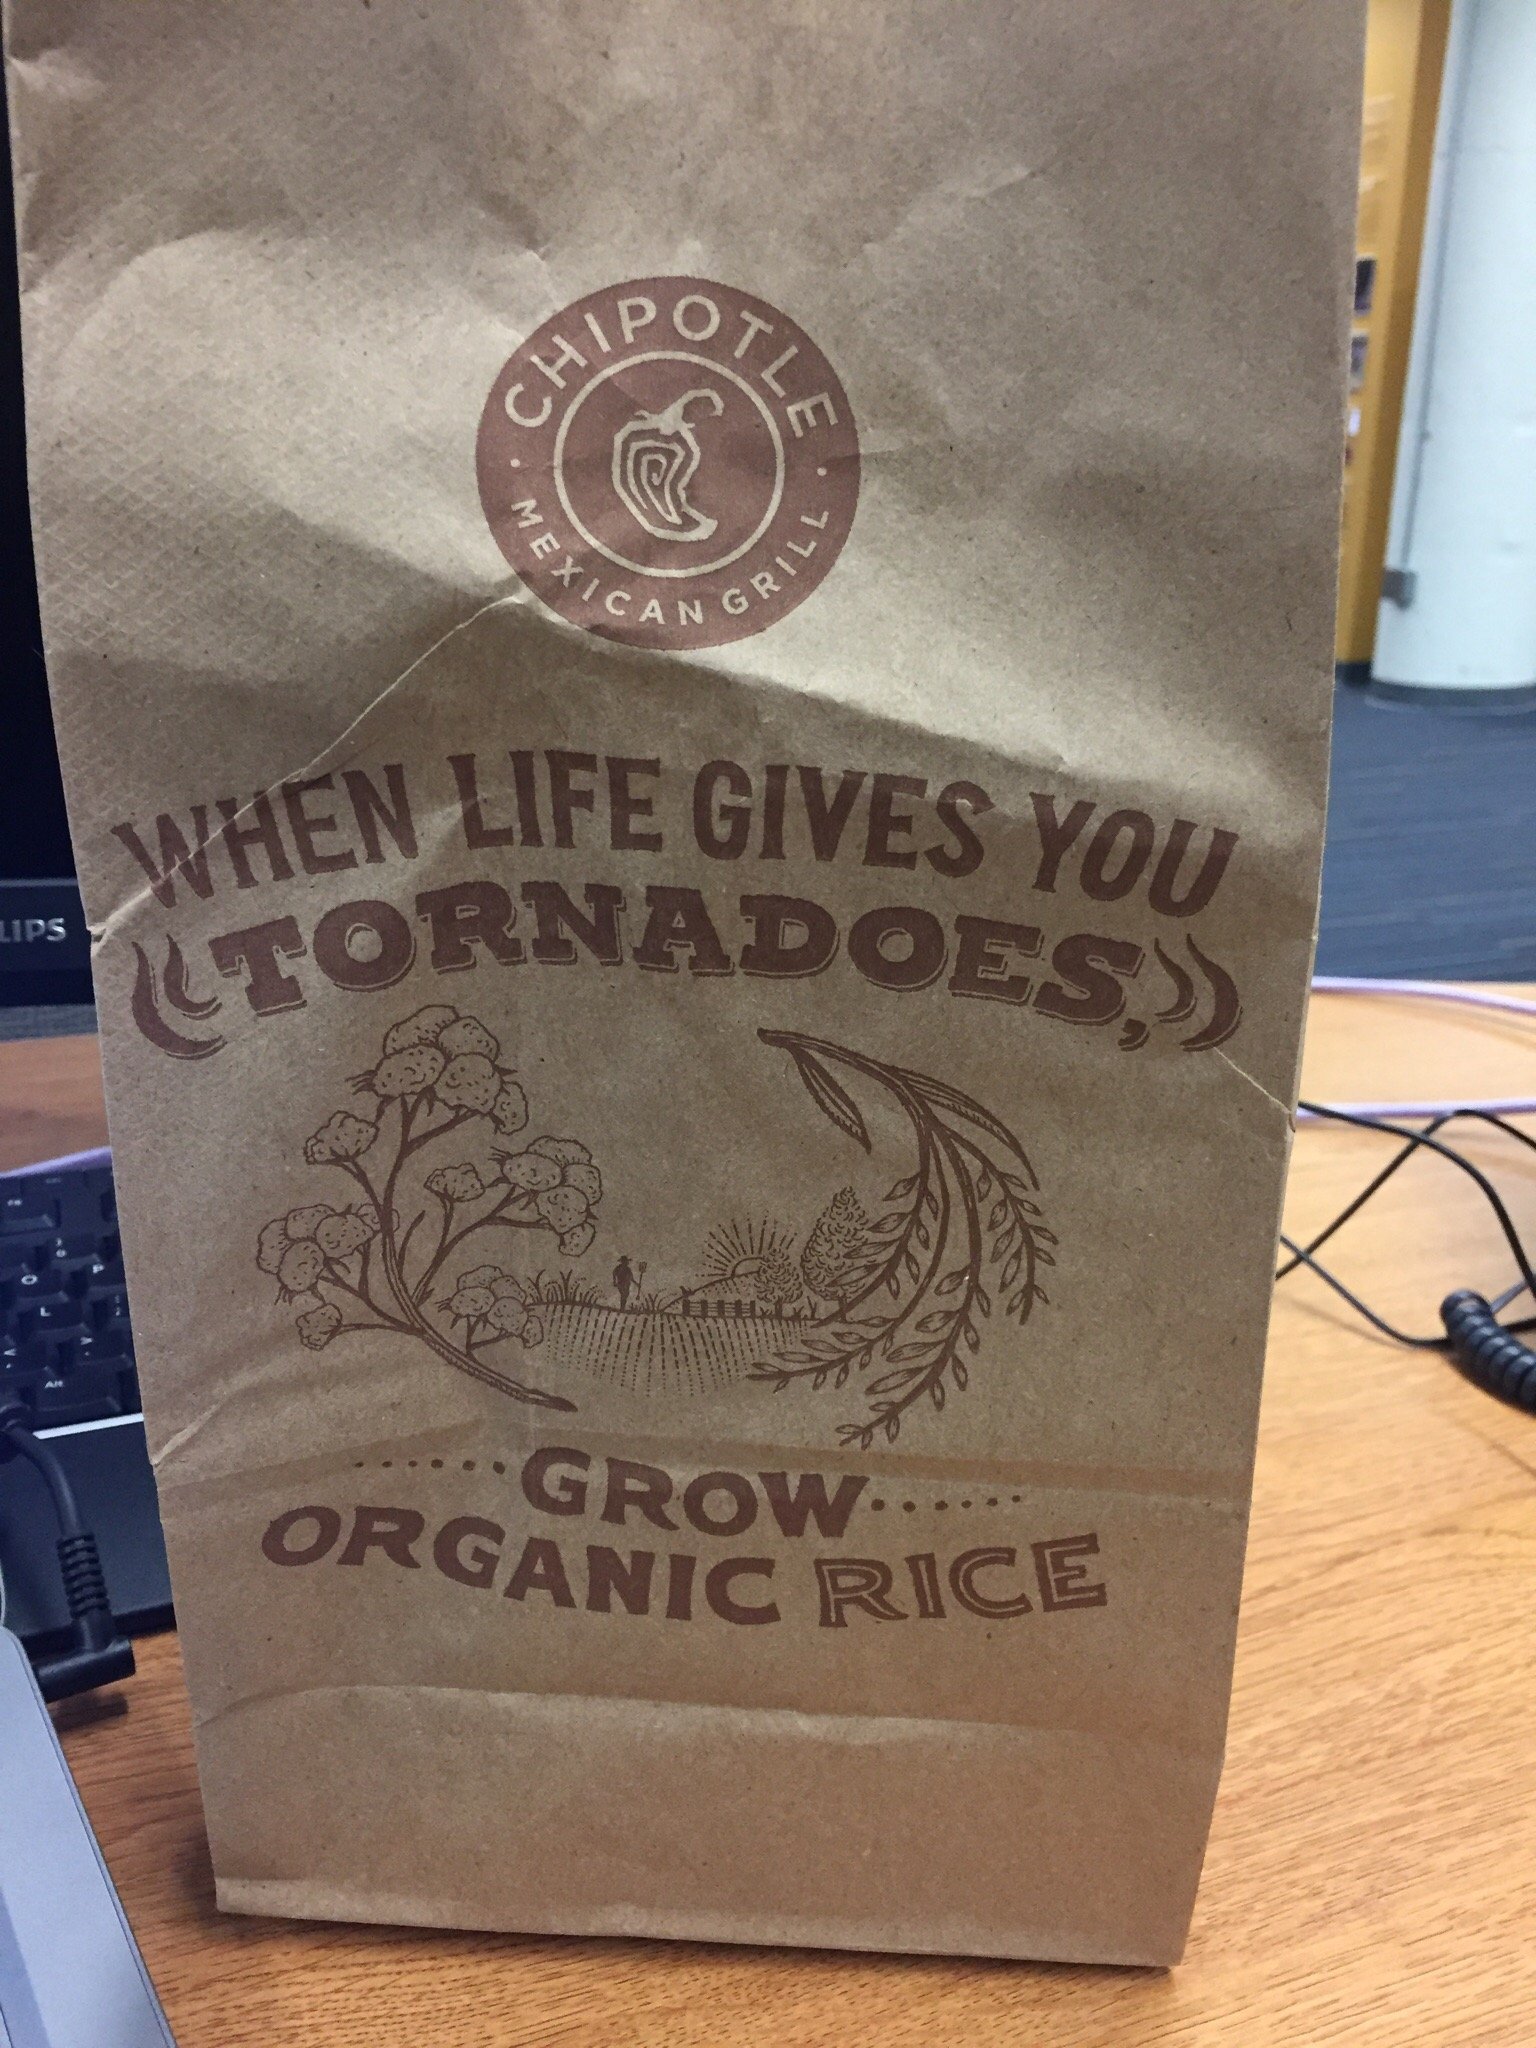 CHIPOTLE
MEXICAN GRILL
WHEN LIFE GIVES YOU
TORNADOES,
GROW
ORGANIC RICE
LIPS